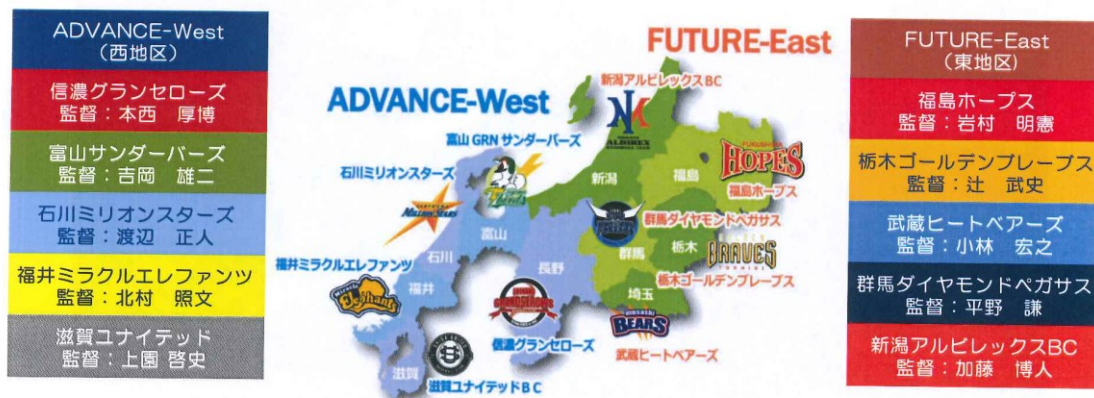 ADVANCE-West
(西地区)
信濃グランセローズ
監督:本西 厚博
富山サンダーバーズ
監督:吉岡 雄二
石川ミリオンスターズ
監督:渡辺 正人
福井ミラクルエレファンツ
監督:北村 照文
滋賀ユナイテッド
監督:上園 啓史
FUTURE-East
新潟アルビレックスBC
ADVANCE-West
富山 GRN サンダーバーズ
ALBIREX
石川ミリオンスターズ
FUKUSHIMA
HOPES
新潟
福島
福島ホープス
MILLION STARS
群馬ダイヤモンドペガサス
富山
石川
群馬
栃木
BRAVES
福井ミラクルエレファンツ
長野
栃木ゴールデンブレーブス
福井
埼玉
Miracle
Elephants
GRANDSEROWS
MUSASHI
BEARS
信濃グランセローズ
武蔵ヒートベアーズ
滋賀
滋賀ユナイテッドBC
FUTURE-East
(東地区)
福島ホープス
監督:岩村 明憲
栃木ゴールデンブレーブス
監督:辻 武史
武蔵ヒートベアーズ
監督:小林 宏之
群馬ダイヤモンドペガサス
監督:平野 謙
新潟アルビレックスBC
監督:加藤 博人